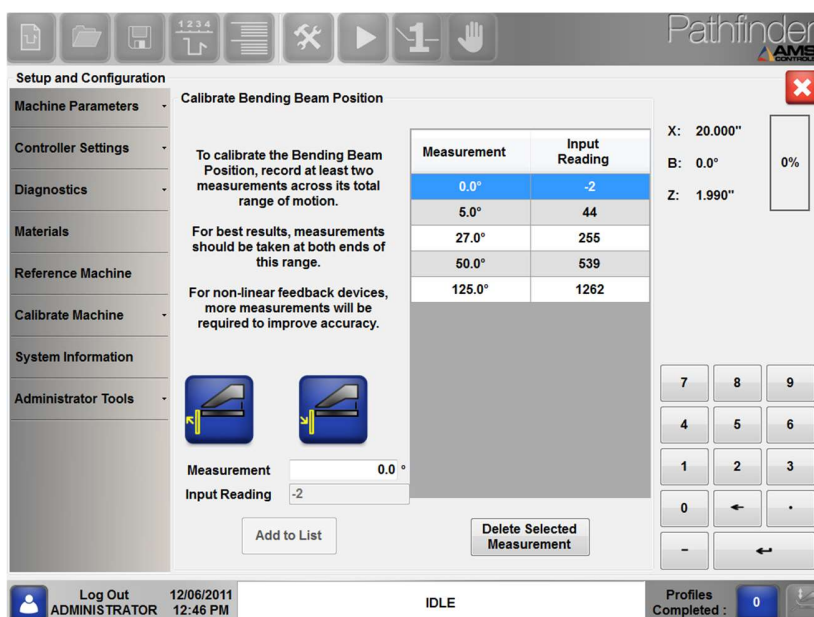 1 2 3 4
1
Pathfinder
AMS
CONTROLS
Setup and Configuration
Machine Parameters
Controller Settings
Diagnostics
Materials
Reference Machine
Calibrate Machine
System Information
Administrator Tools
Calibrate Bending Beam Position
To calibrate the Bending Beam
Position, record at least two
measurements across its total
range of motion.
For best results, measurements
should be taken at both ends of
this range.
For non-linear feedback devices,
more measurements will be
required to improve accuracy.
Measurement 0.0 °
Input Reading -2
Add to List
Measurement Input Reading
0.0° -2
5.0° 44
27.0° 255
50.0° 539
125.0° 1262
Delete Selected
Measurement
X: 20.000"
B: 0.0°
Z: 1.990"
0%
7 8 9
4 5 6
1 2 3
0 ← .
- ↵
Log Out
ADMINISTRATOR
12/06/2011
12:46 PM
IDLE
Profiles
Completed :
0